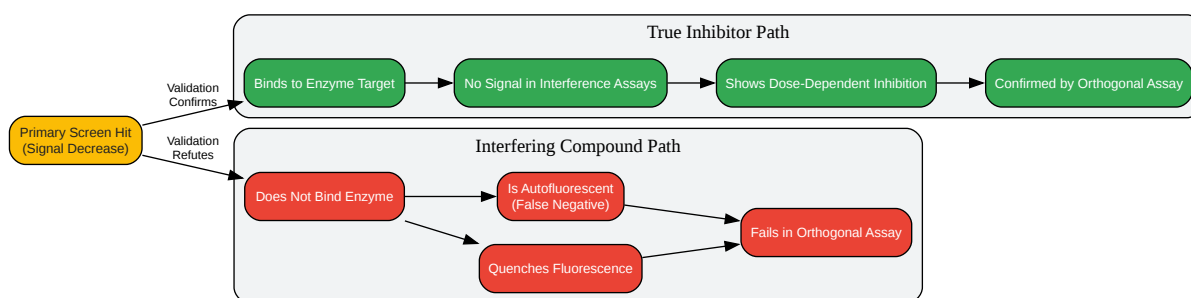 True Inhibitor Path
Binds to Enzyme Target
No Signal in Interference Assays
Shows Dose-Dependent Inhibition
Confirmed by Orthogonal Assay
Validation
Confirms
Primary Screen Hit
(Signal Decrease)
Validation
Refutes
Interfering Compound Path
Does Not Bind Enzyme
Is Autofluorescent
(False Negative)
Quenches Fluorescence
Fails in Orthogonal Assay